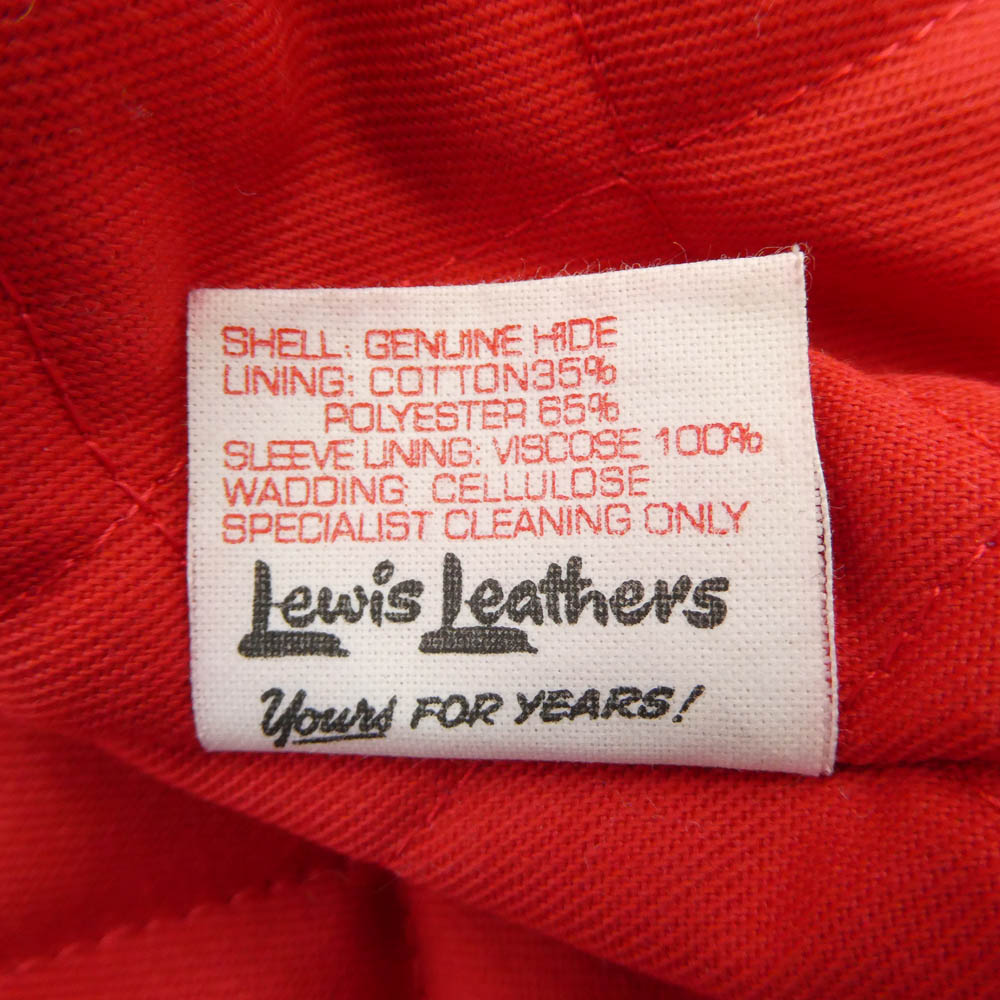 SHELL: GENUINE HIDE
LINING: COTTON35%
POLYESTER 65%
SLEEVE LINING: VISCOSE 100%
WADDING CELLULOSE
SPECIALIST CLEANING ONLY
Lewis Leathers
Yours FOR YEARS!